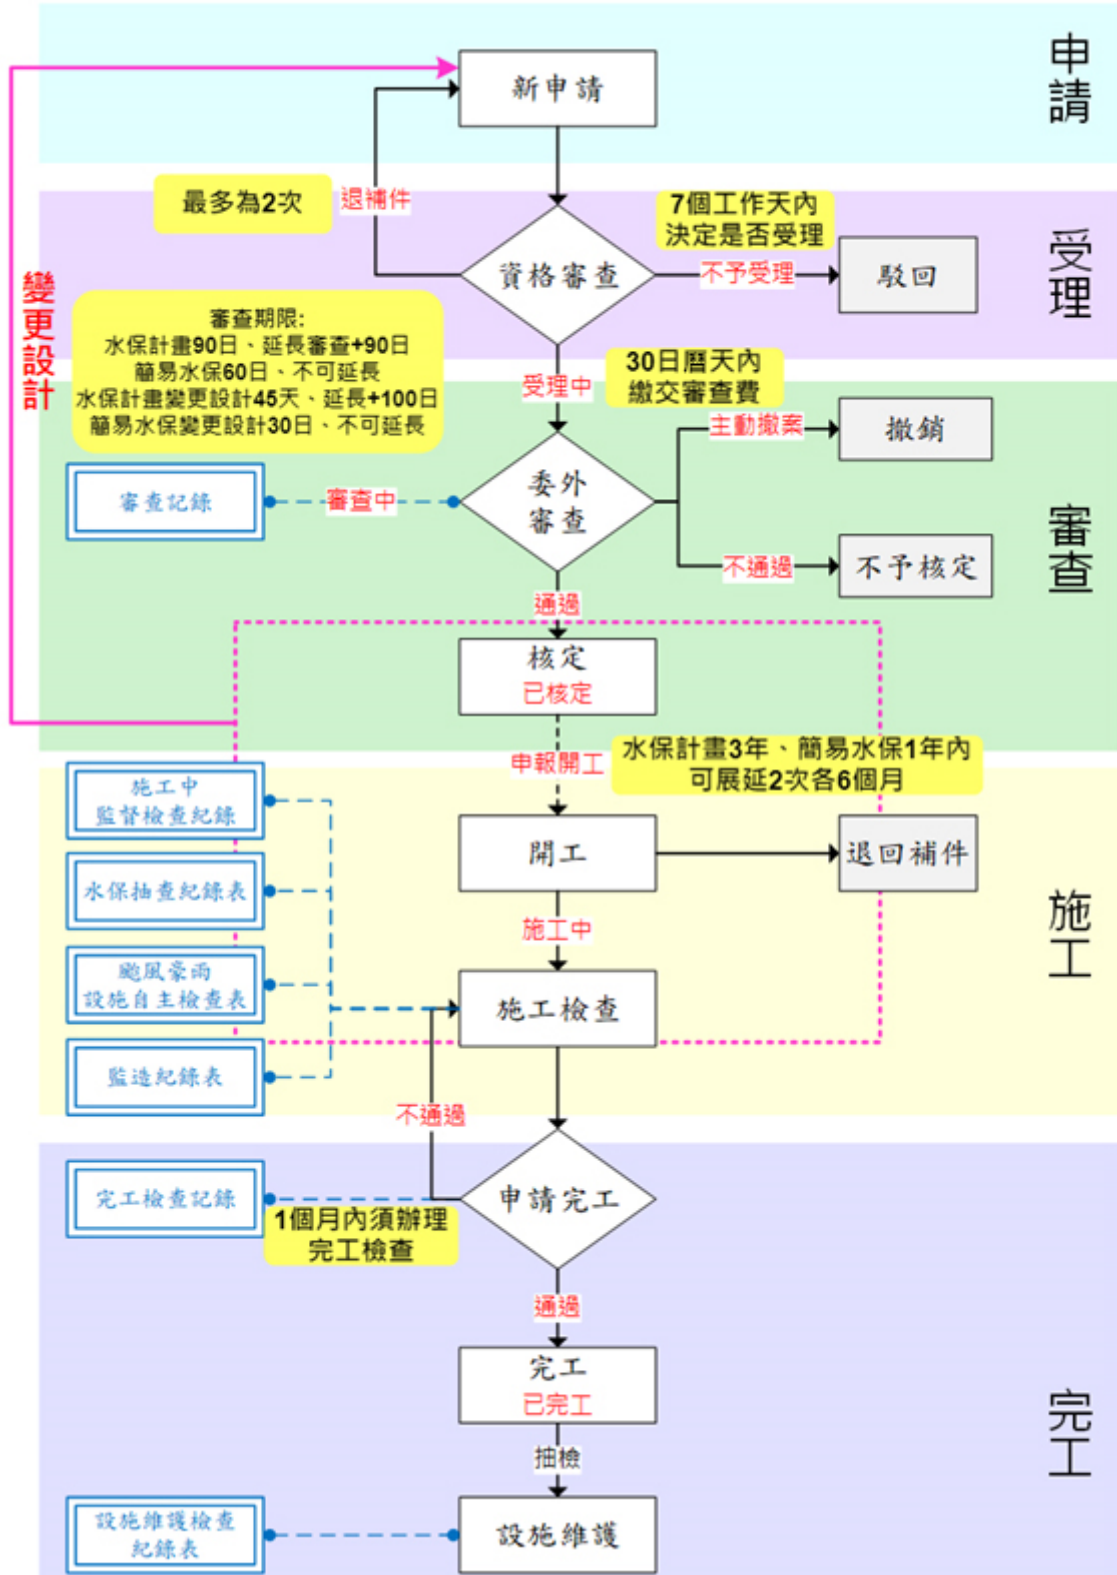 申請
新申請
最多為2次
退補件
7個工作天內
決定是否受理
受理
資格審查
不予受理
駁回
變更設計
審查期限:
水保計畫90日、延長審查+90日
簡易水保60日、不可延長
水保計畫變更設計45天、延長+100日
簡易水保變更設計30日、不可延長
受理中
30日曆天內
繳交審查費
主動撤案
撤銷
審查記錄
審查中
委外
審查
審查
不通過
不予核定
通過
核定
已核定
申報開工
水保計畫3年、簡易水保1年內
可展延2次各6個月
施工中
監督檢查紀錄
開工
退回補件
水保抽查紀錄表
施工中
施工
颱風豪雨
設施自主檢查表
施工檢查
監造紀錄表
不通過
完工檢查記錄
申請完工
1個月內須辦理
完工檢查
通過
完工
已完工
完工
抽檢
設施維護檢查
紀錄表
設施維護